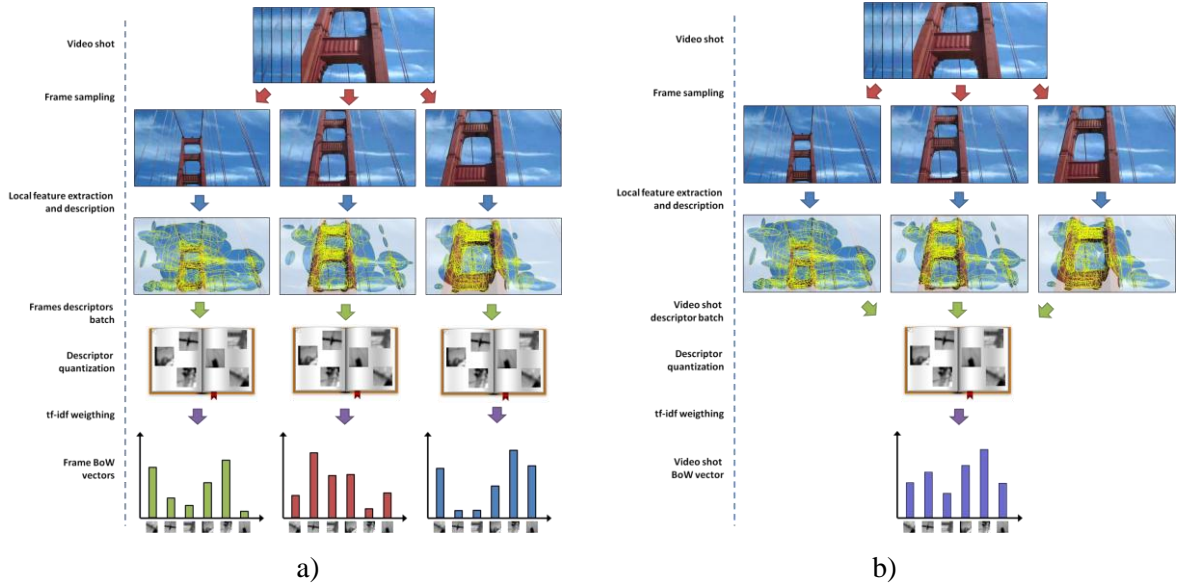 Video shot
Frame sampling
Local feature extraction
and description
Frames descriptors
batch
Descriptor
quantization
tf-idf weigthing
Frame BoW
vectors
a)
Video shot
Frame sampling
Local feature extraction
and description
Video shot
descriptor batch
Descriptor
quantization
tf-idf weigthing
Video shot
BoW vector
b)